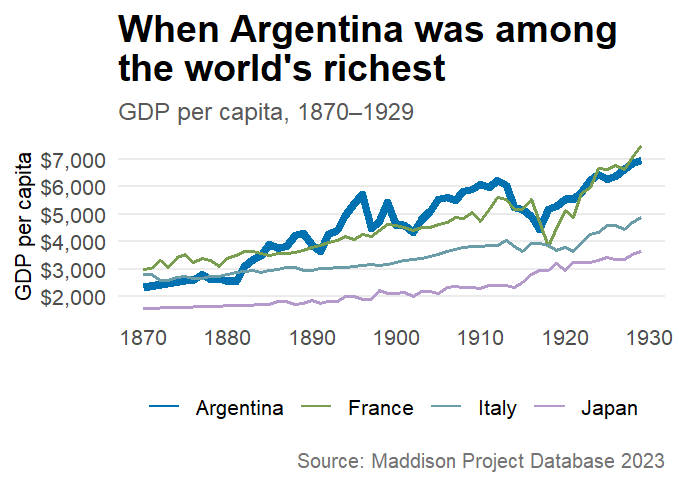 When Argentina was among
the world's richest
GDP per capita, 1870–1929
GDP per capita
$7,000
$6,000
$5,000
$4,000
$3,000
$2,000
1870 1880 1890 1900 1910 1920 1930
Argentina France Italy Japan
Source: Maddison Project Database 2023